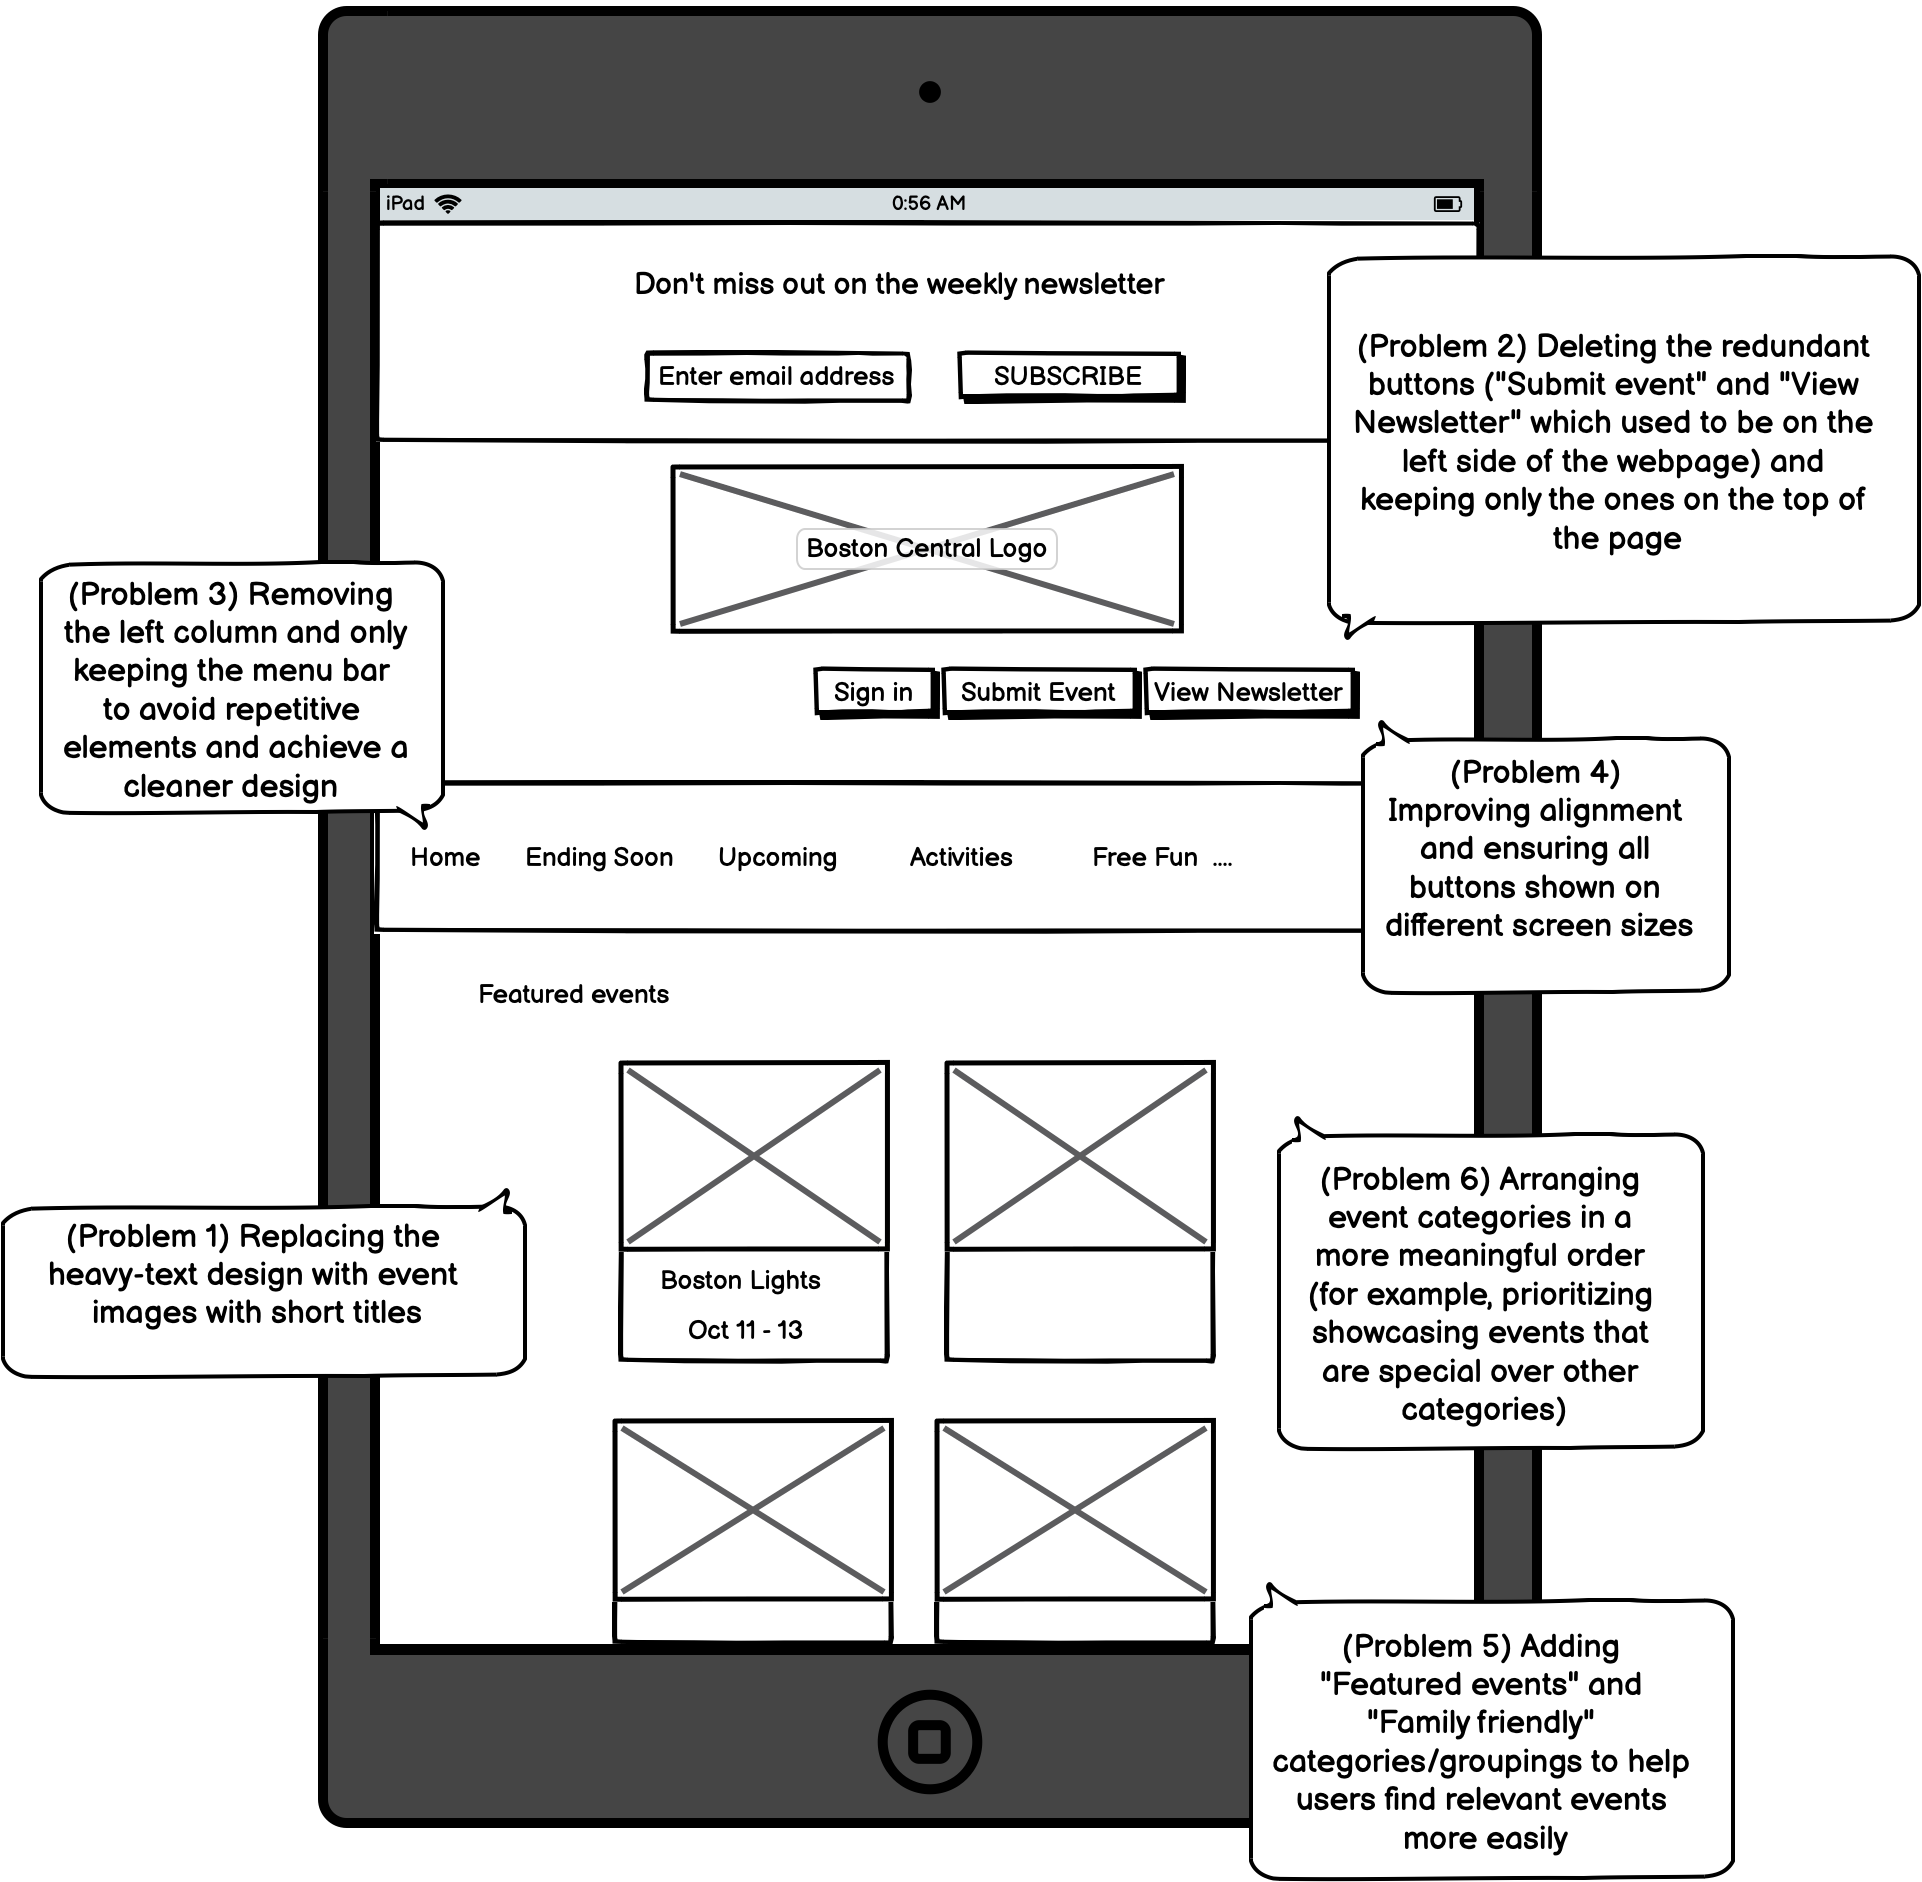 iPad
0:56 AM
Don't miss out on the weekly newsletter
Enter email address
SUBSCRIBE
(Problem 2) Deleting the redundant
buttons ("Submit event" and "View
Newsletter" which used to be on the
left side of the webpage) and
keeping only the ones on the top of
the page
Boston Central Logo
(Problem 3) Removing
the left column and only
keeping the menu bar
to avoid repetitive
elements and achieve a
cleaner design
Sign in
Submit Event
View Newsletter
(Problem 4)
Improving alignment
and ensuring all
buttons shown on
different screen sizes
Home
Ending Soon
Upcoming
Activities
Free Fun ....
Featured events
(Problem 1) Replacing the
heavy-text design with event
images with short titles
Boston Lights
Oct 11 - 13
(Problem 6) Arranging
event categories in a
more meaningful order
(for example, prioritizing
showcasing events that
are special over other
categories)
(Problem 5) Adding
"Featured events" and
"Family friendly"
categories/groupings to help
users find relevant events
more easily